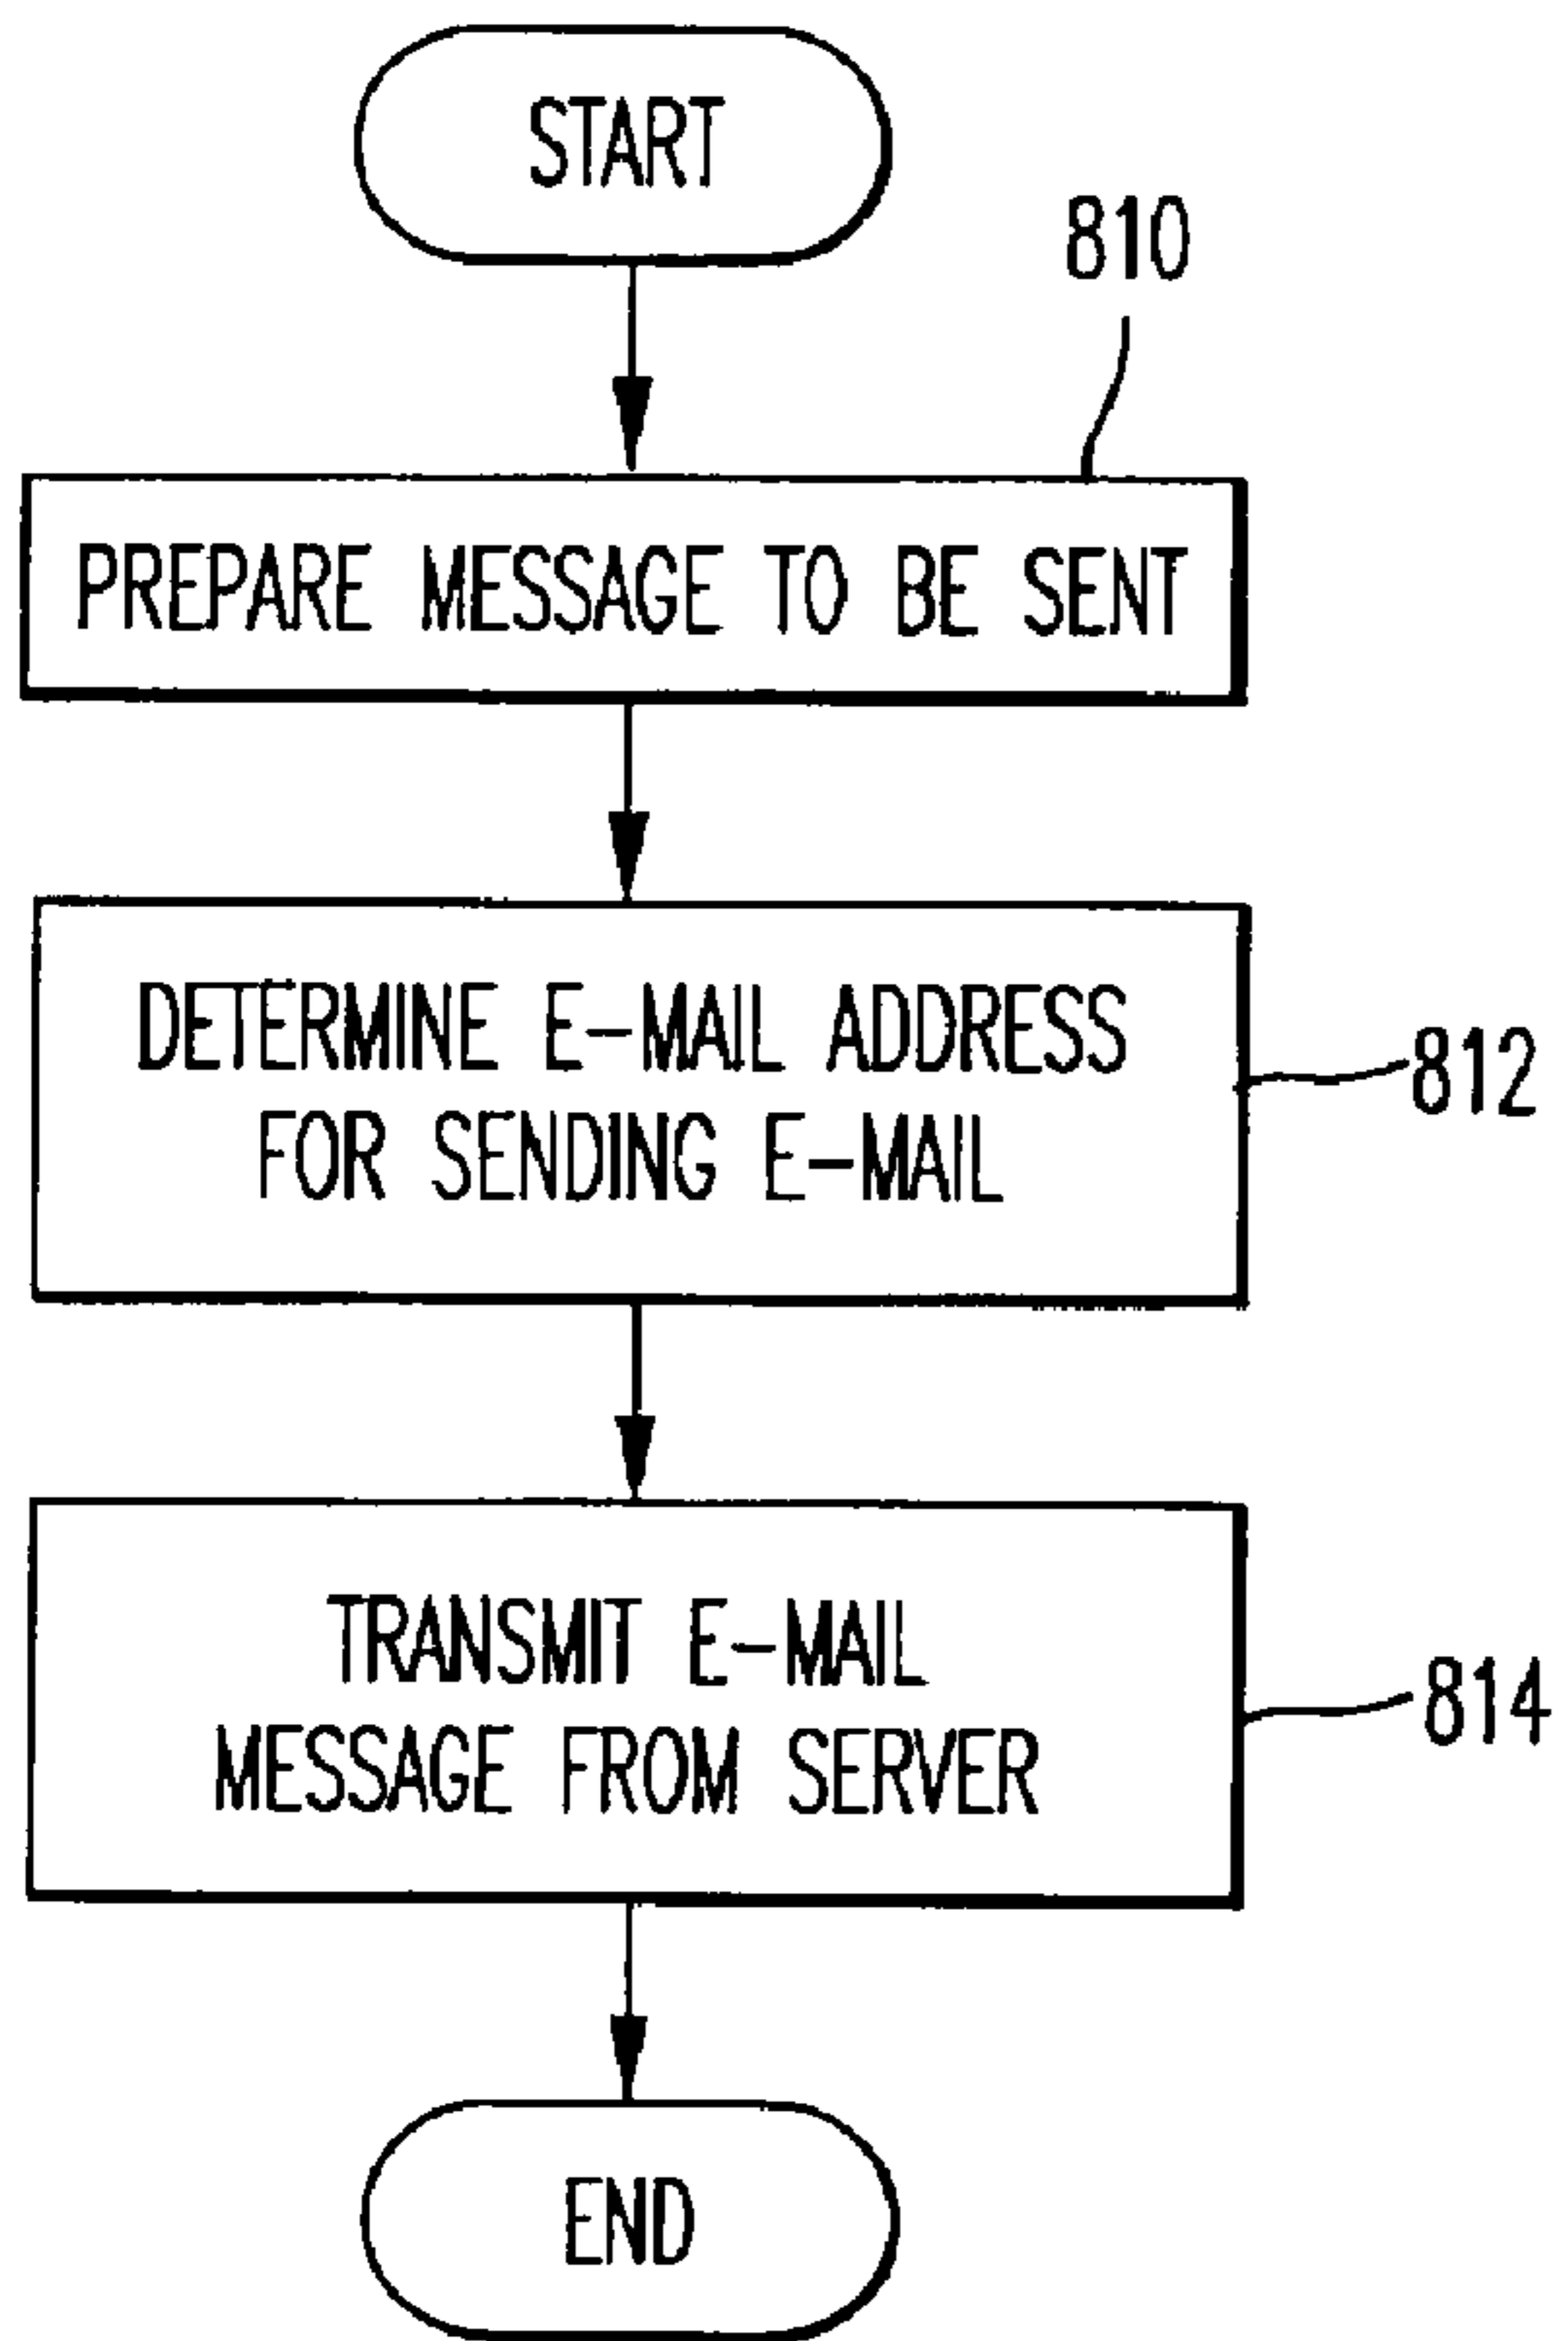 START
810
PREPARE MESSAGE TO BE SENT
DETERMINE E-MAIL ADDRESS
FOR SENDING E-MAIL
812
TRANSMIT E-MAIL
MESSAGE FROM SERVER
814
END